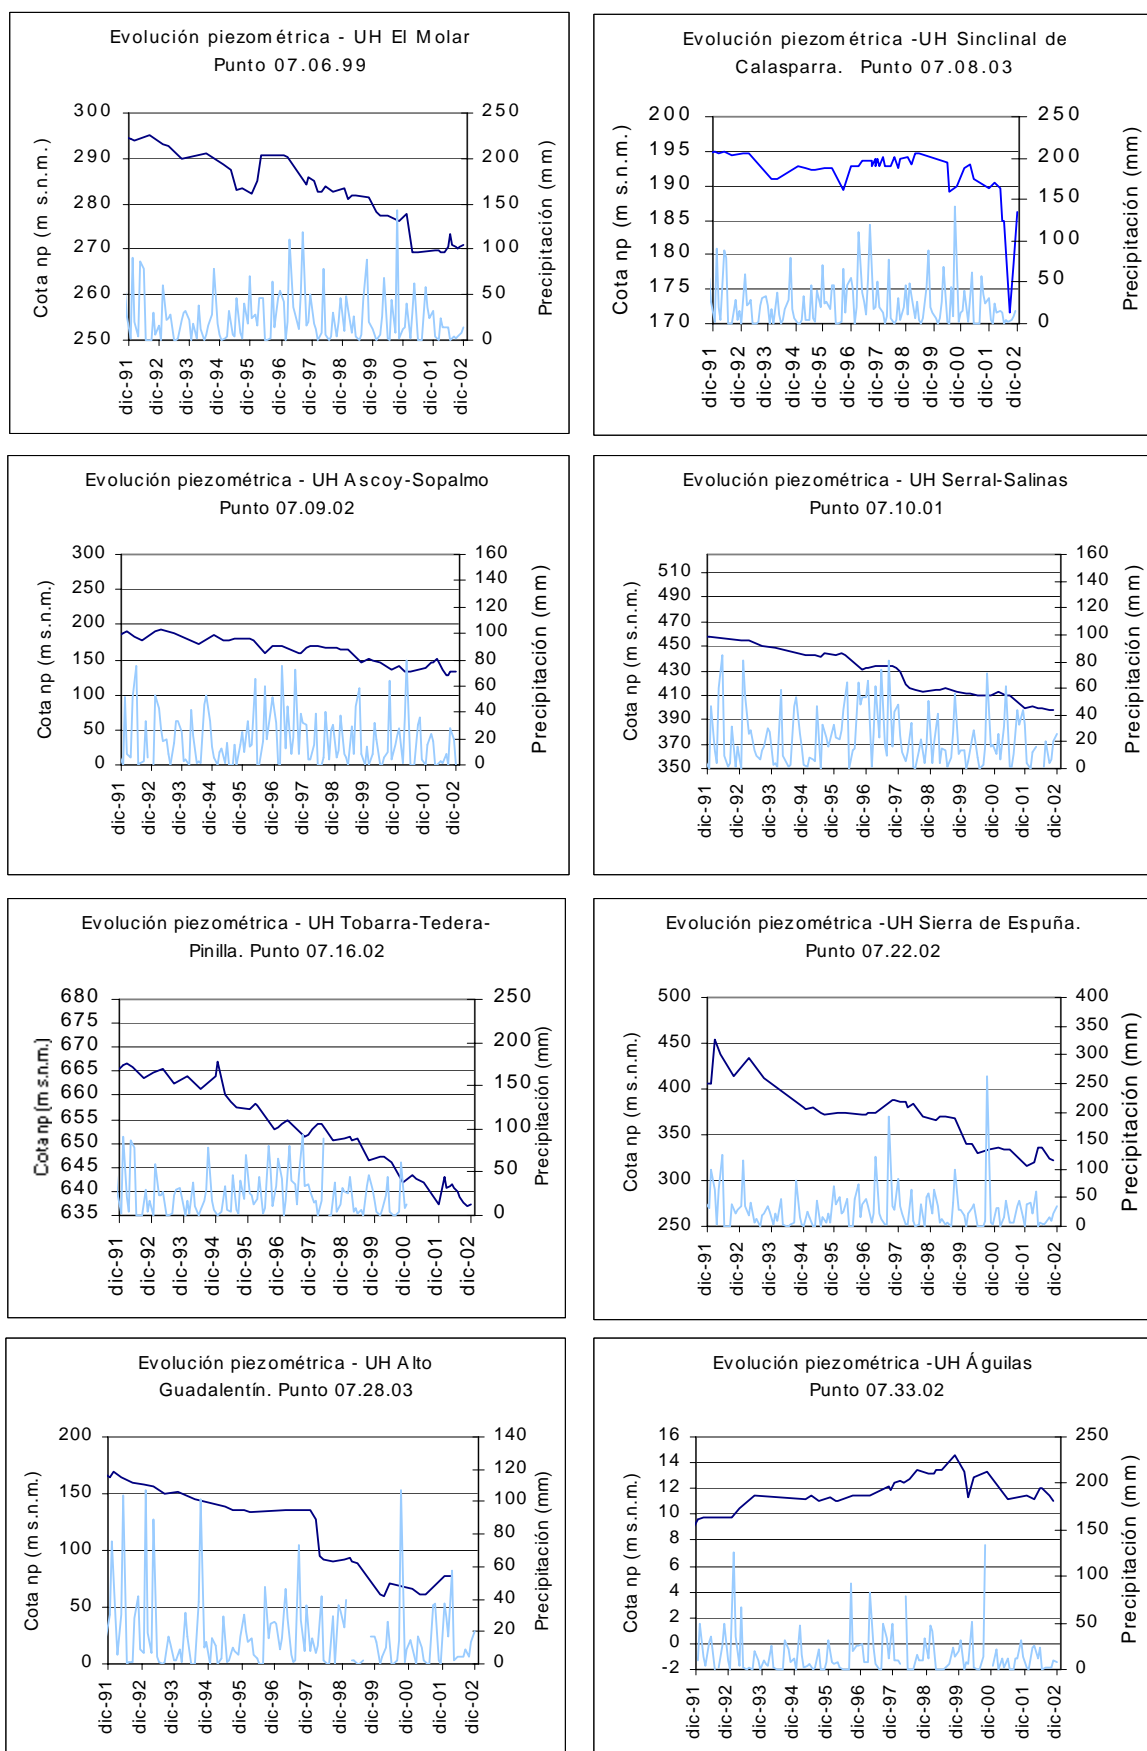 Evolución piezométrica - UH El Molar
Punto 07.06.99
Cota np (m s.n.m.)
300
290
280
270
260
250
250
200
150
100
50
0
Precipitación (mm)
dic-91
dic-92
dic-93
dic-94
dic-95
dic-96
dic-97
dic-98
dic-99
dic-00
dic-01
dic-02
Evolución piezométrica -UH Sinclinal de
Calasparra. Punto 07.08.03
Cota np (m s.n.m.)
200
195
190
185
180
175
170
250
200
150
100
50
0
Precipitación (mm)
dic-91
dic-92
dic-93
dic-94
dic-95
dic-96
dic-97
dic-98
dic-99
dic-00
dic-01
dic-02
Evolución piezométrica - UH Ascoy-Sopalmo
Punto 07.09.02
Cota np (m s.n.m.)
300
250
200
150
100
50
0
160
140
120
100
80
60
40
20
0
Precipitación (mm)
dic-91
dic-92
dic-93
dic-94
dic-95
dic-96
dic-97
dic-98
dic-99
dic-00
dic-01
dic-02
Evolución piezométrica - UH Serral-Salinas
Punto 07.10.01
Cota np (m s.n.m.)
510
490
470
450
430
410
390
370
350
160
140
120
100
80
60
40
20
0
Precipitación (mm)
dic-91
dic-92
dic-93
dic-94
dic-95
dic-96
dic-97
dic-98
dic-99
dic-00
dic-01
dic-02
Evolución piezométrica - UH Tobarra-Tedera-
Pinilla. Punto 07.16.02
Cota np (m s.n.m.)
680
675
670
665
660
655
650
645
640
635
250
200
150
100
50
0
Precipitación (mm)
dic-91
dic-92
dic-93
dic-94
dic-95
dic-96
dic-97
dic-98
dic-99
dic-00
dic-01
dic-02
Evolución piezométrica -UH Sierra de Espuña.
Punto 07.22.02
Cota np (m s.n.m.)
500
450
400
350
300
250
400
350
300
250
200
150
100
50
0
Precipitación (mm)
dic-91
dic-92
dic-93
dic-94
dic-95
dic-96
dic-97
dic-98
dic-99
dic-00
dic-01
dic-02
Evolución piezométrica - UH Alto
Guadalentín. Punto 07.28.03
Cota np (m s.n.m.)
200
150
100
50
0
140
120
100
80
60
40
20
0
Precipitación (mm)
dic-91
dic-92
dic-93
dic-94
dic-95
dic-96
dic-97
dic-98
dic-99
dic-00
dic-01
dic-02
Evolución piezométrica -UH Águilas
Punto 07.33.02
Cota np (m s.n.m.)
16
14
12
10
8
6
4
2
0
-2
250
200
150
100
50
0
Precipitación (mm)
dic-91
dic-92
dic-93
dic-94
dic-95
dic-96
dic-97
dic-98
dic-99
dic-00
dic-01
dic-02